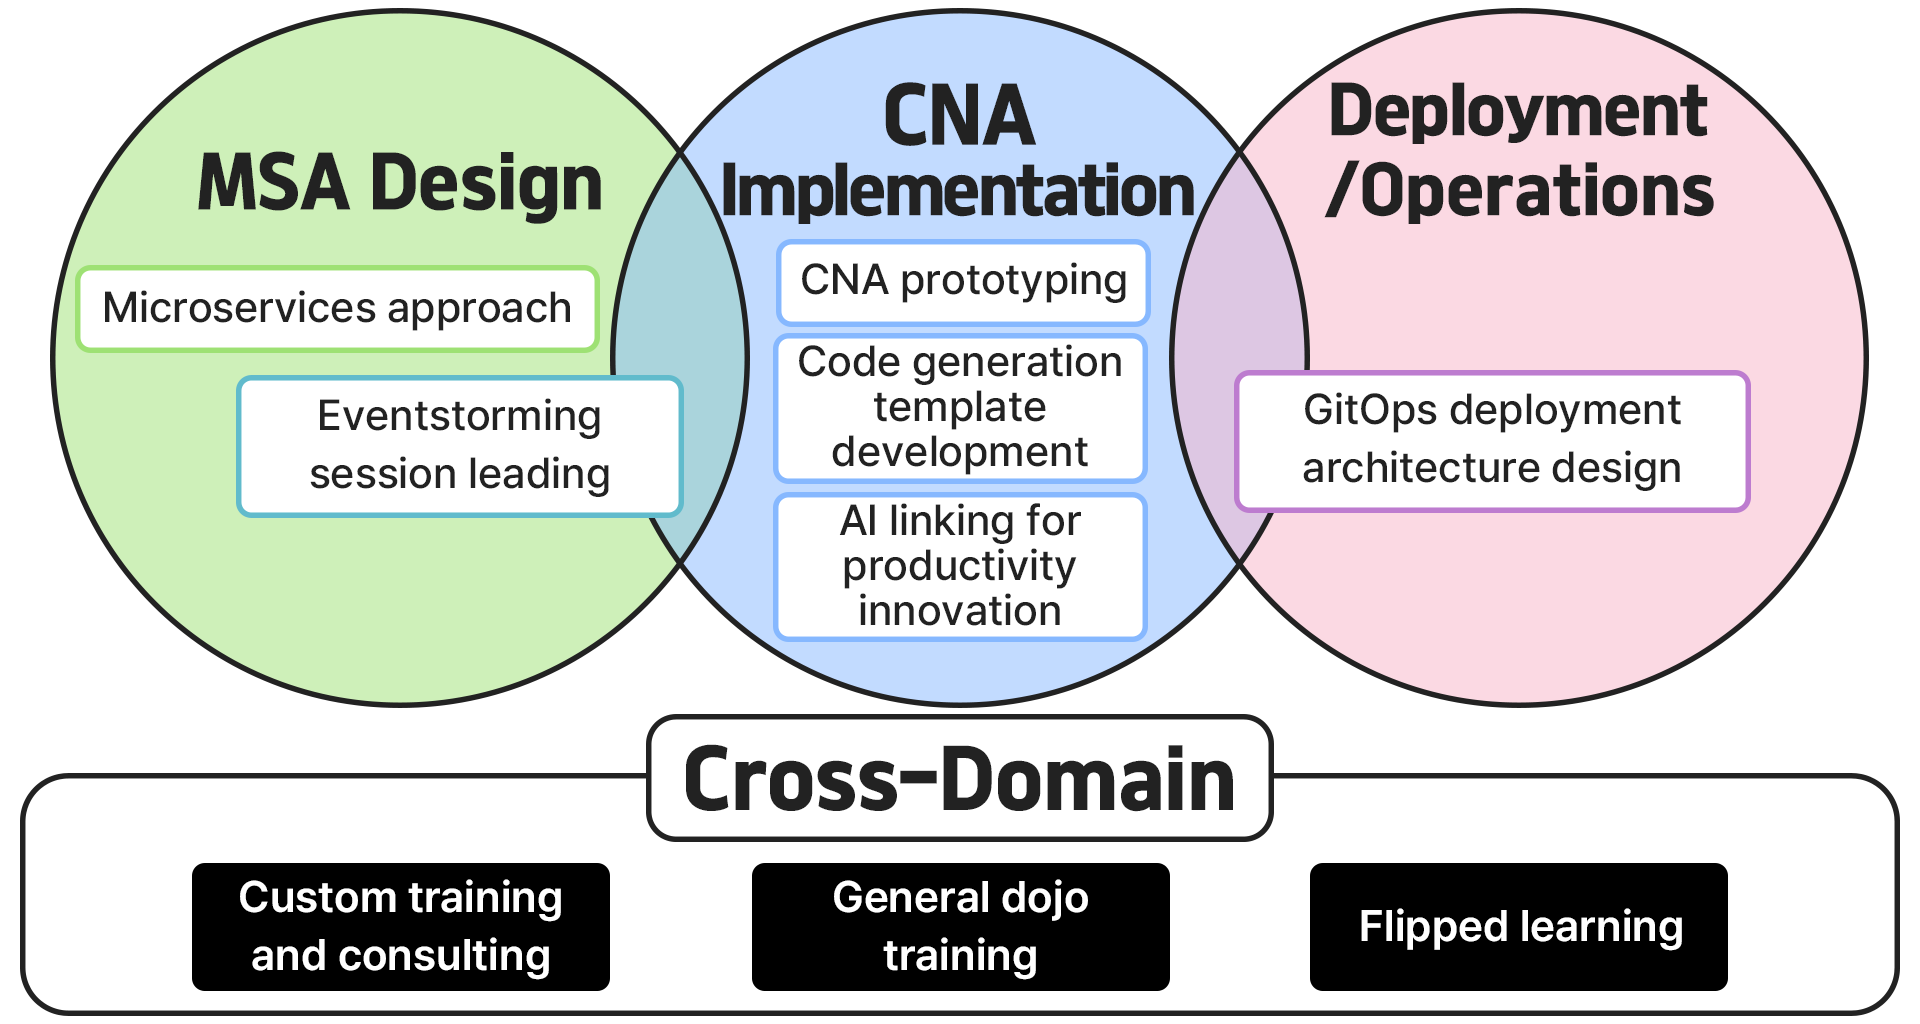 MSA Design
Microservices approach
Eventstorming
session leading
CNA
Implementation
CNA prototyping
Code generation
template
development
AI linking for
productivity
innovation
Deployment
/Operations
GitOps deployment
architecture design
Cross-Domain
Custom training
and consulting
General dojo
training
Flipped learning